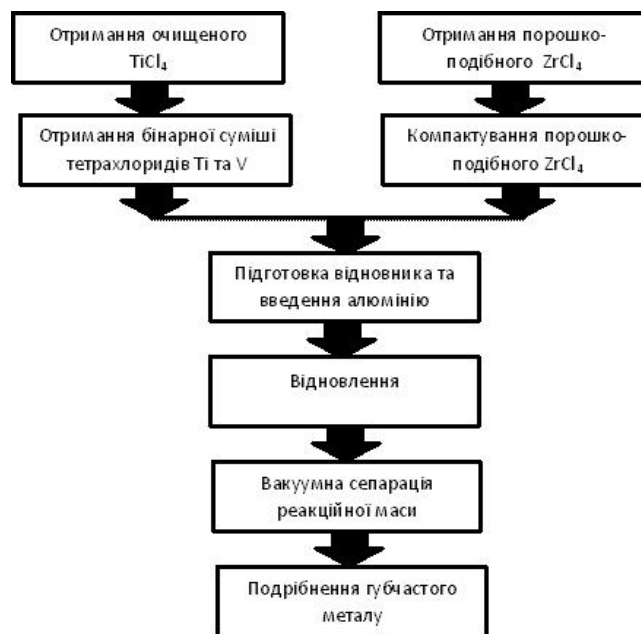 Отримання очищеного
TiCl₄
Отримання порошко-
подібного ZrCl₄
Отримання бінарної суміші
тетрахлоридів Ti та V
Компактування порошко-
подібного ZrCl₄
Підготовка відновника та
введення алюмінію
Відновлення
Вакуумна сепарація
реакційної маси
Подрібнення губчастого
металу